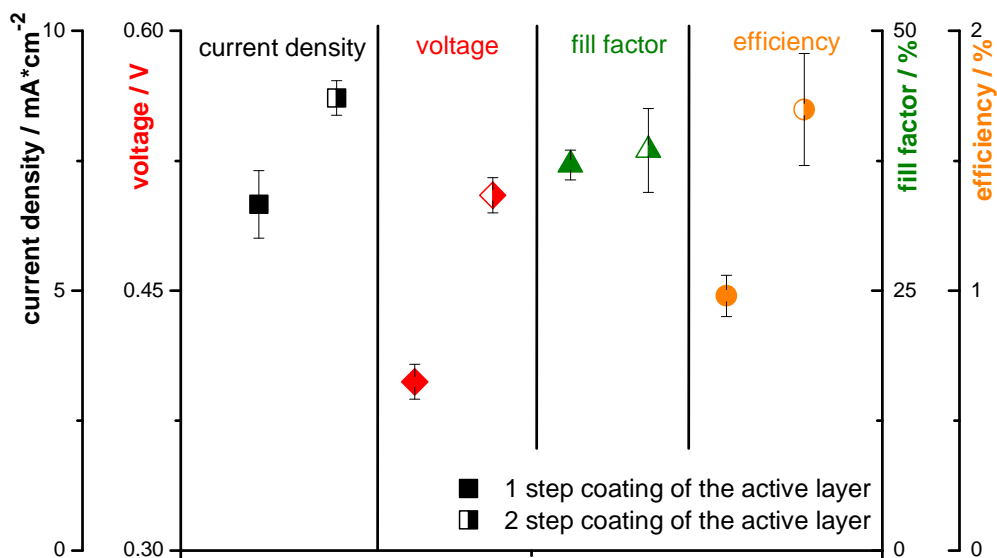 10
0.60
50
2
current density
voltage
fill factor
efficiency
current density / mA*cm-2
voltage / V
fill factor / %
efficiency / %
5
0.45
25
1
1 step coating of the active layer
2 step coating of the active layer
0
0.30
0
0